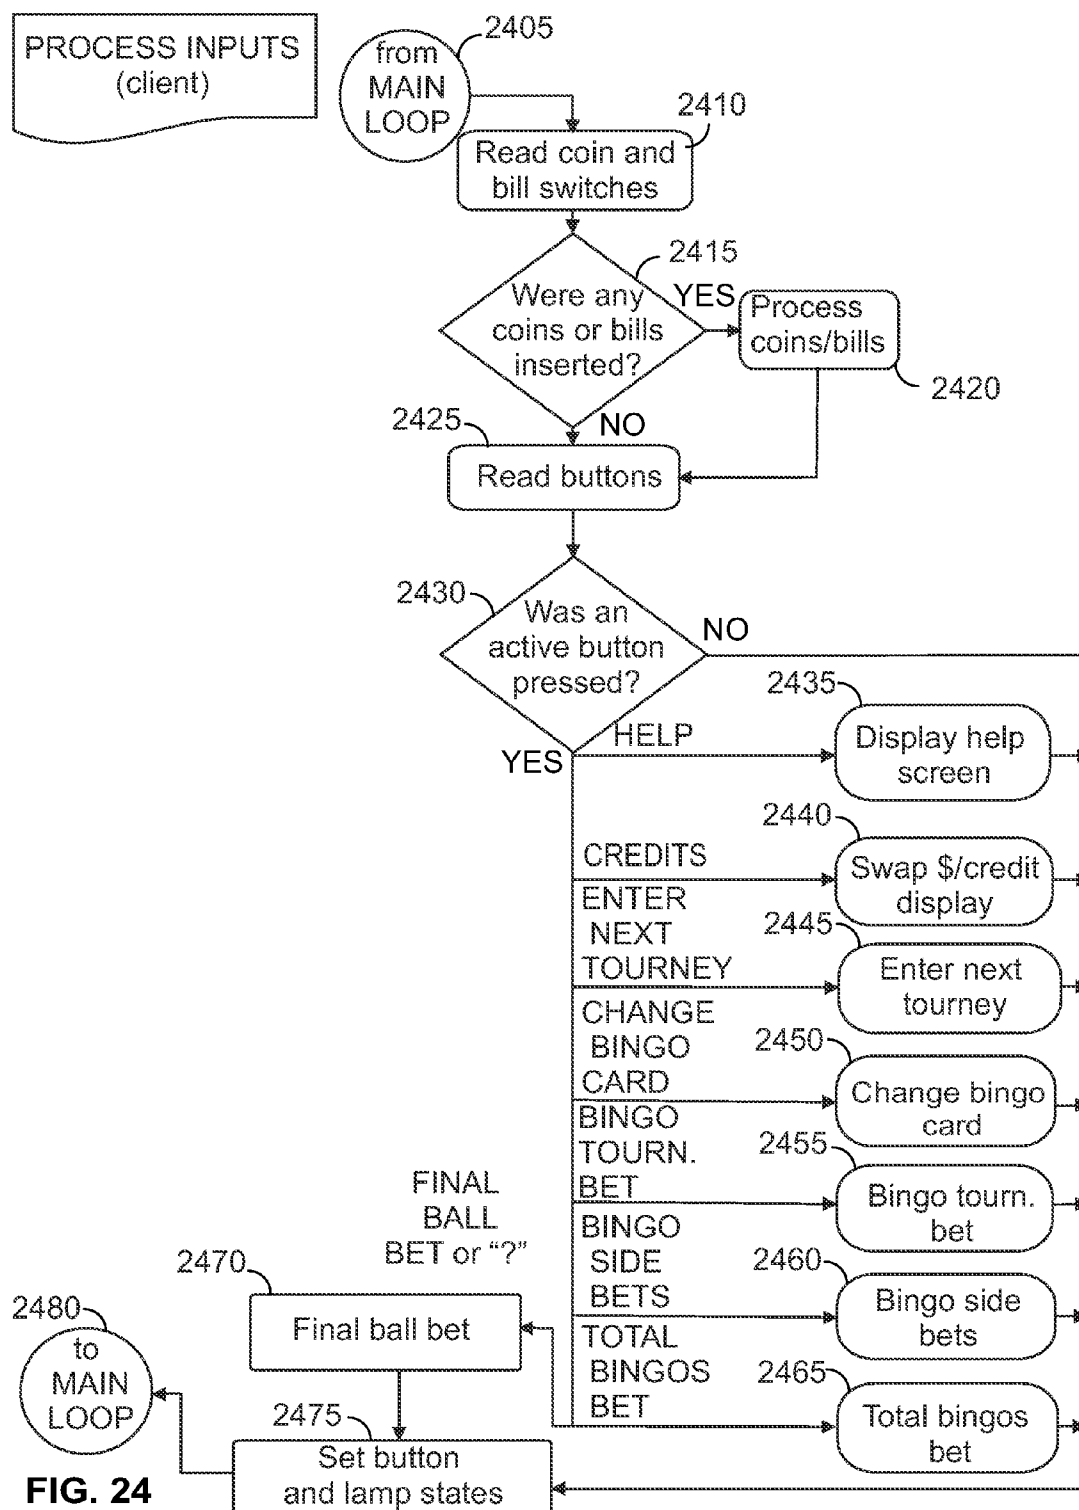 PROCESS INPUTS
(client)
from
MAIN
LOOP
2405
2410
Read coin and
bill switches
2415
Were any
coins or bills
inserted?
YES
Process
coins/bills
2420
NO
2425
Read buttons
2430
Was an
active button
pressed?
NO
YES
HELP
2435
Display help
screen
CREDITS
2440
Swap $/credit
display
ENTER
NEXT
TOURNEY
2445
Enter next
tourney
CHANGE
BINGO
CARD
2450
Change bingo
card
BINGO
TOURN.
BET
2455
Bingo tourn.
bet
BINGO
SIDE
BETS
2460
Bingo side
bets
TOTAL
BINGOS
BET
2465
Total bingos
bet
FINAL
BALL
BET or “?”
2470
Final ball bet
2475
Set button
and lamp states
2480
to
MAIN
LOOP
FIG. 24